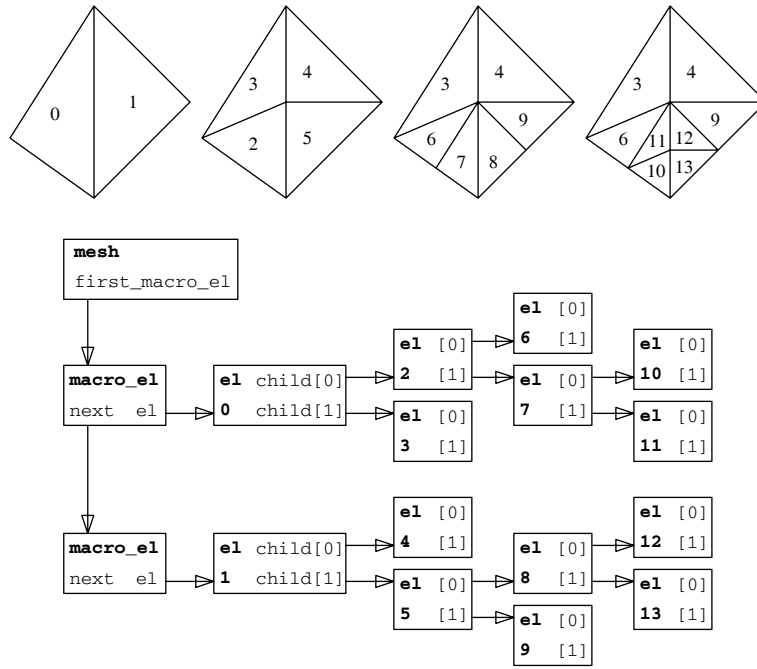 0
1
3
4
2
5
3
4
6
7
8
9
3
4
6
11
12
9
10
13
mesh
first_macro_el
macro_el
next el
el child[0]
0 child[1]
el [0]
2 [1]
el [0]
3 [1]
el [0]
6 [1]
el [0]
7 [1]
el [0]
10 [1]
el [0]
11 [1]
macro_el
next el
el child[0]
1 child[1]
el [0]
4 [1]
el [0]
5 [1]
el [0]
8 [1]
el [0]
9 [1]
el [0]
12 [1]
el [0]
13 [1]